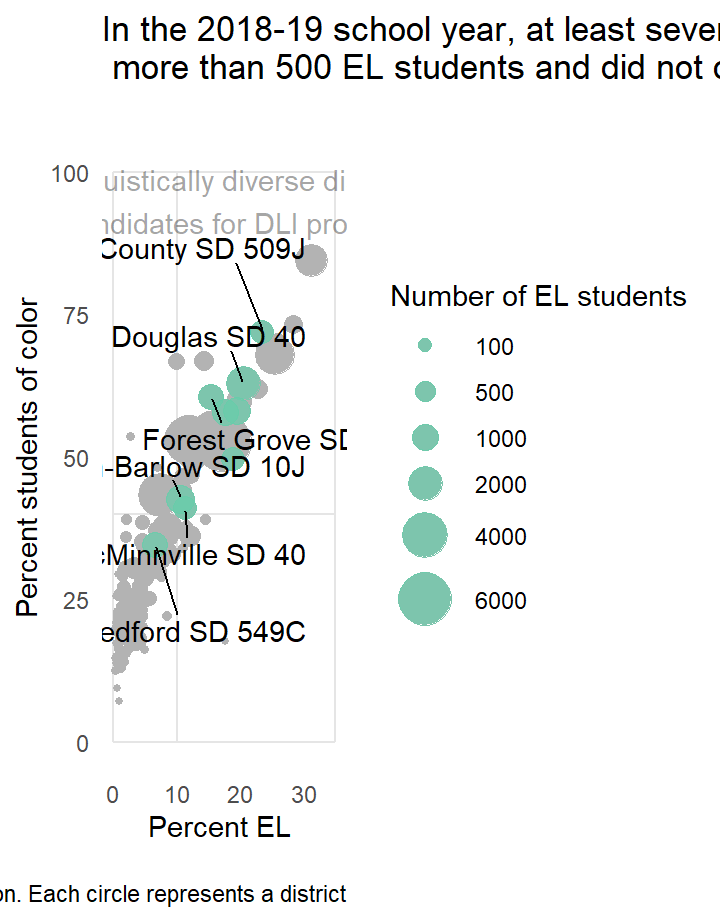 In the 2018-19 school year, at least sever
more than 500 EL students and did not c
100
uistically diverse di
ndidates for DLI pro
County SD 509J
Number of EL students
75
Douglas SD 40
100
500
Forest Grove SD
1000
50
-Barlow SD 10J
2000
4000
cMinnville SD 40
25
6000
edford SD 549C
0
Percent students of color
0 10 20 30
Percent EL
on. Each circle represents a district